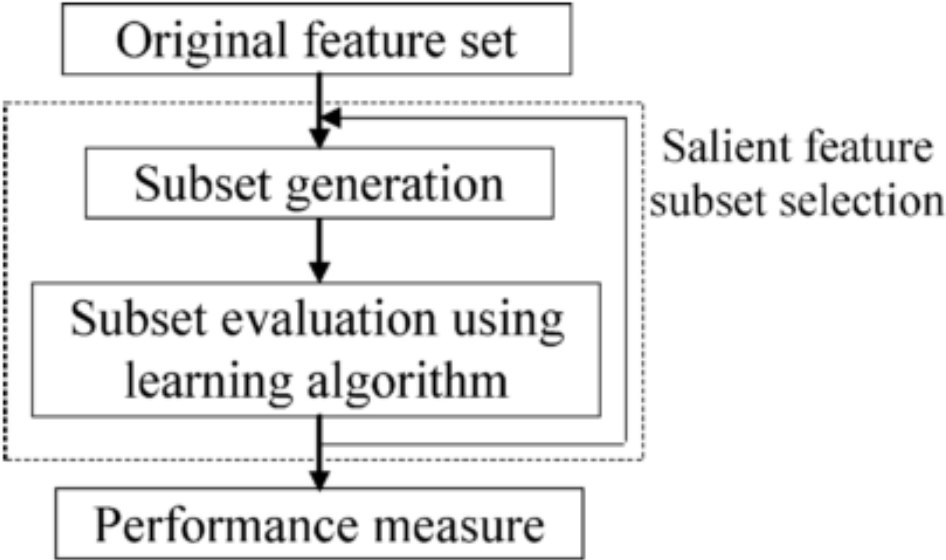 Original feature set
Subset generation
Salient feature
subset selection
Subset evaluation using
learning algorithm
Performance measure